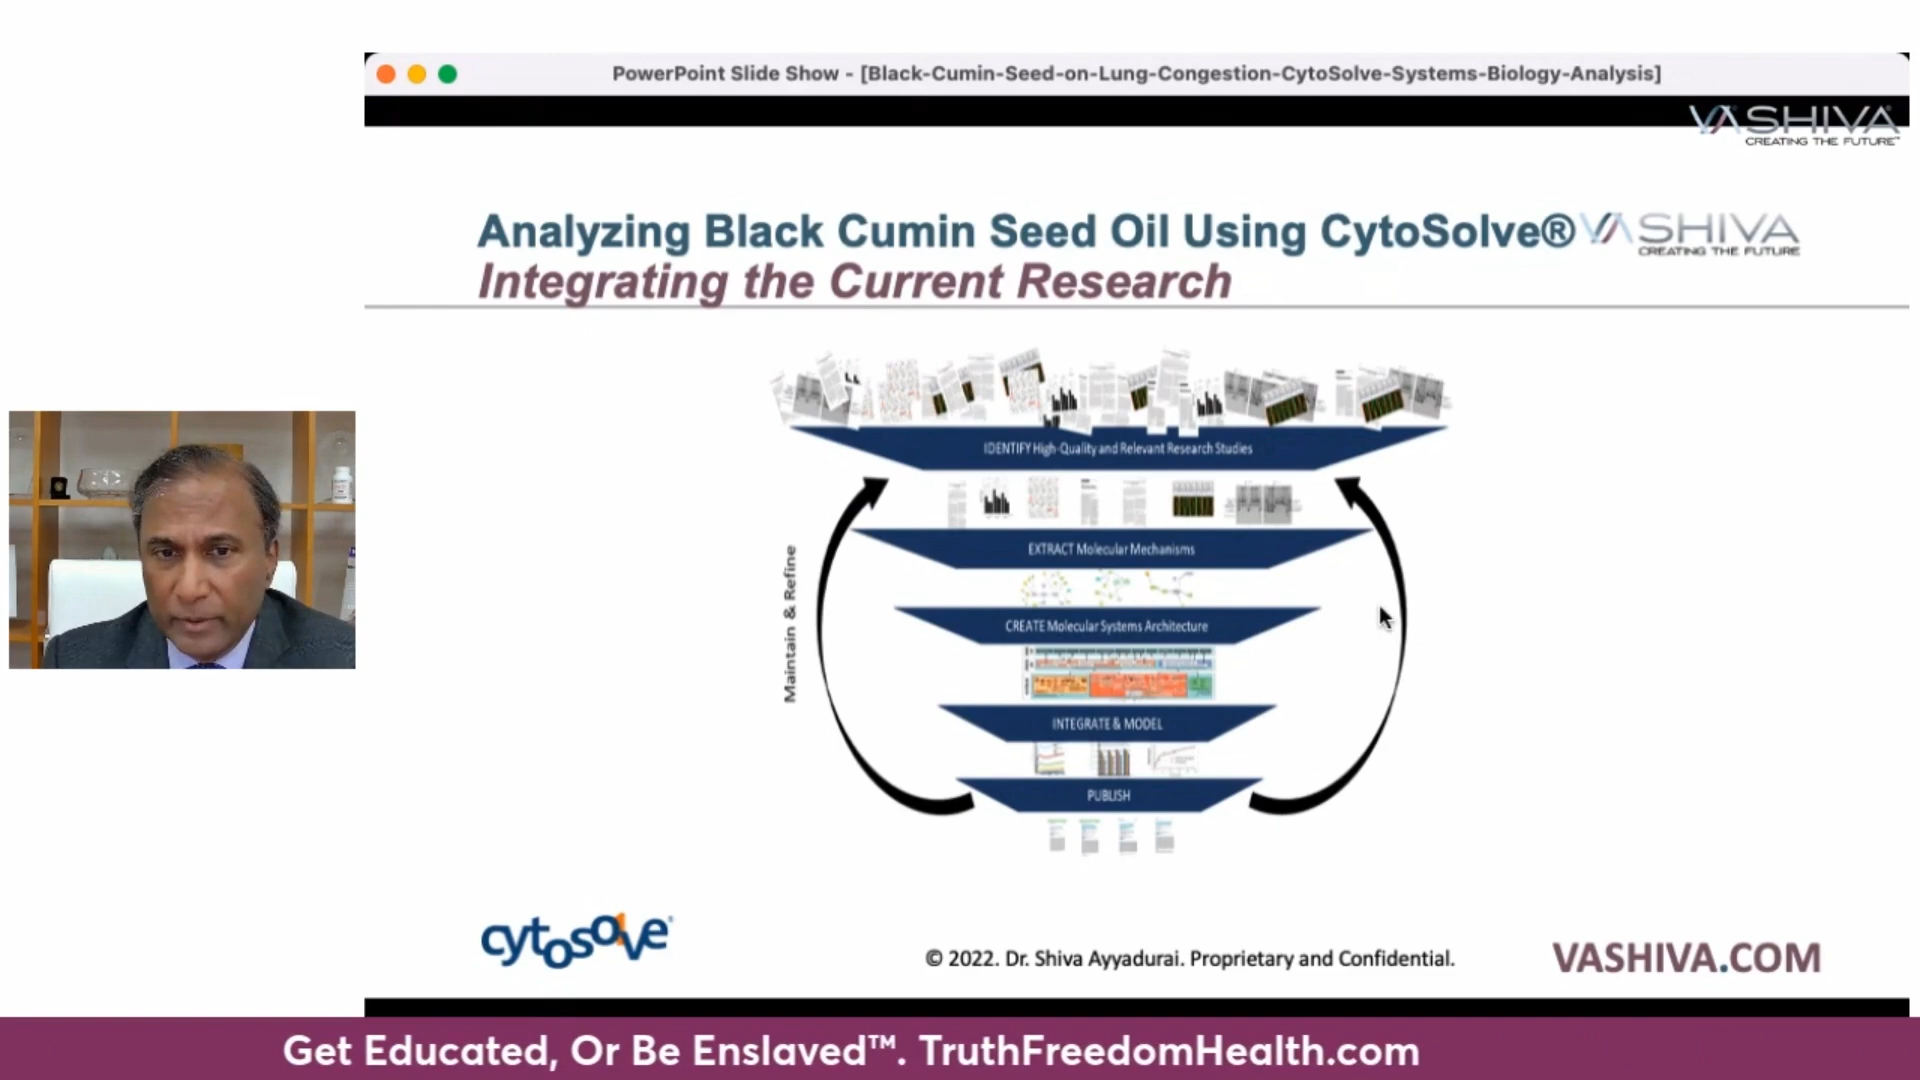 PowerPoint Slide Show - [Black-Cumin-Seed-on-Lung-Congestion-CytoSolve-Systems-Biology-Analysis]
VASHIVA
CREATING THE FUTURE™
Analyzing Black Cumin Seed Oil Using CytoSolve®
VASHIVA
CREATING THE FUTURE
Integrating the Current Research
IDENTIFY High-Quality and Relevant Research Studies
EXTRACT Molecular Mechanisms
Maintain & Refine
CREATE Molecular Systems Architecture
INTEGRATE & MODEL
PUBLISH
cytosolve®
© 2022. Dr. Shiva Ayyadurai. Proprietary and Confidential.
VASHIVA.COM
Get Educated, Or Be Enslaved™. TruthFreedomHealth.com